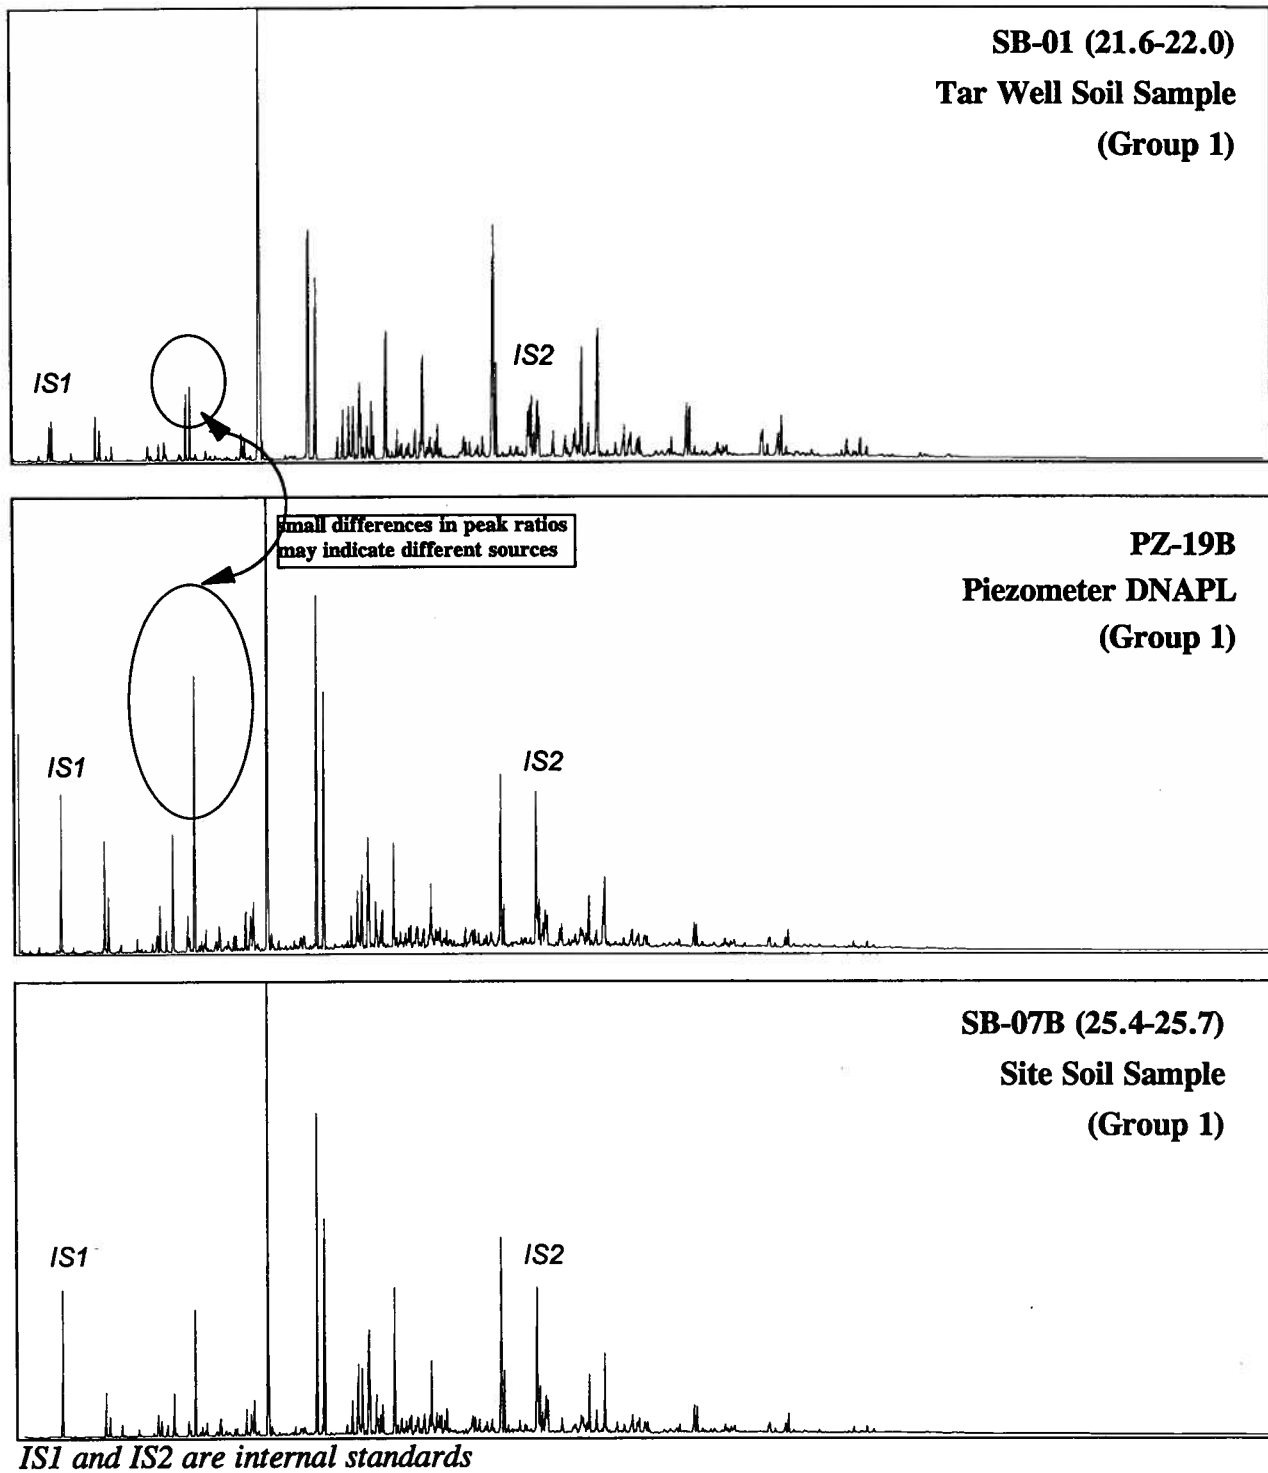 SB-01 (21.6-22.0)
Tar Well Soil Sample
(Group 1)
IS1
IS2
small differences in peak ratios
may indicate different sources
PZ-19B
Piezometer DNAPL
(Group 1)
IS1
IS2
SB-07B (25.4-25.7)
Site Soil Sample
(Group 1)
IS1
IS2
IS1 and IS2 are internal standards